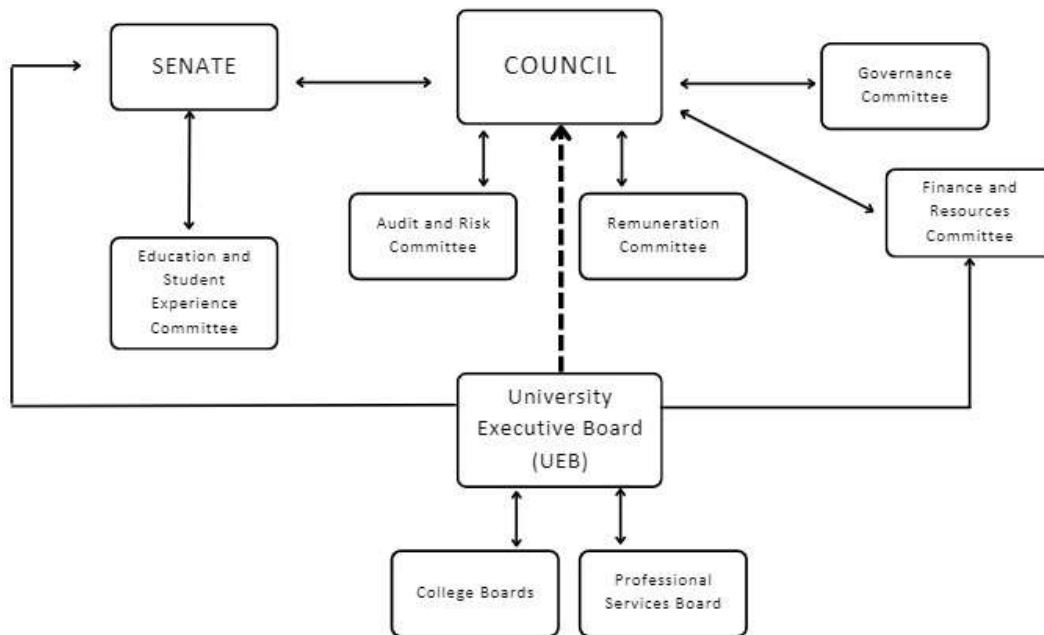 SENATE
COUNCIL
Governance
Committee
Audit and Risk
Committee
Remuneration
Committee
Finance and
Resources
Committee
Education and
Student
Experience
Committee
University
Executive Board
(UEB)
College Boards
Professional
Services Board